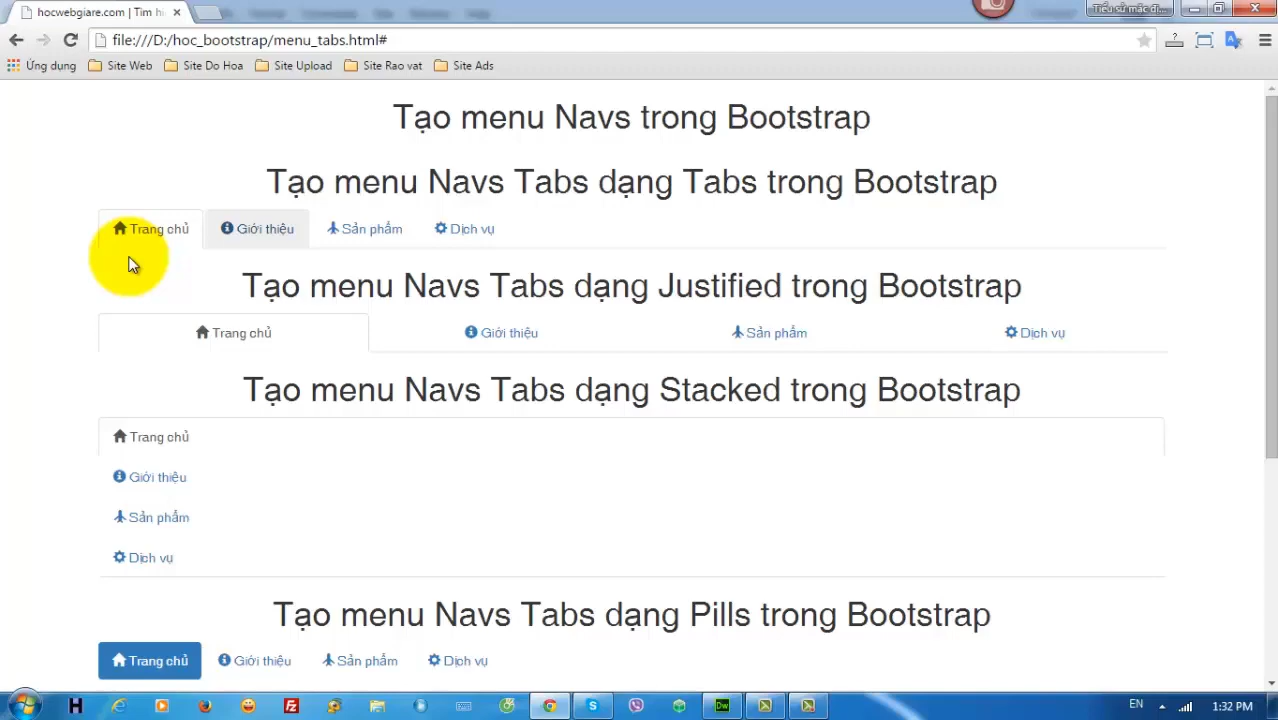 hocwebgiare.com | Tìm hi
Tiểu sử mặc đị...
file:///D:/hoc_bootstrap/menu_tabs.html#
Ứng dụng Site Web Site Do Hoa Site Upload Site Rao vat Site Ads
Tạo menu Navs trong Bootstrap
Tạo menu Navs Tabs dạng Tabs trong Bootstrap
Trang chủ Giới thiệu Sản phẩm Dịch vụ
Tạo menu Navs Tabs dạng Justified trong Bootstrap
Trang chủ Giới thiệu Sản phẩm Dịch vụ
Tạo menu Navs Tabs dạng Stacked trong Bootstrap
Trang chủ
Giới thiệu
Sản phẩm
Dịch vụ
Tạo menu Navs Tabs dạng Pills trong Bootstrap
Trang chủ Giới thiệu Sản phẩm Dịch vụ
EN 1:32 PM